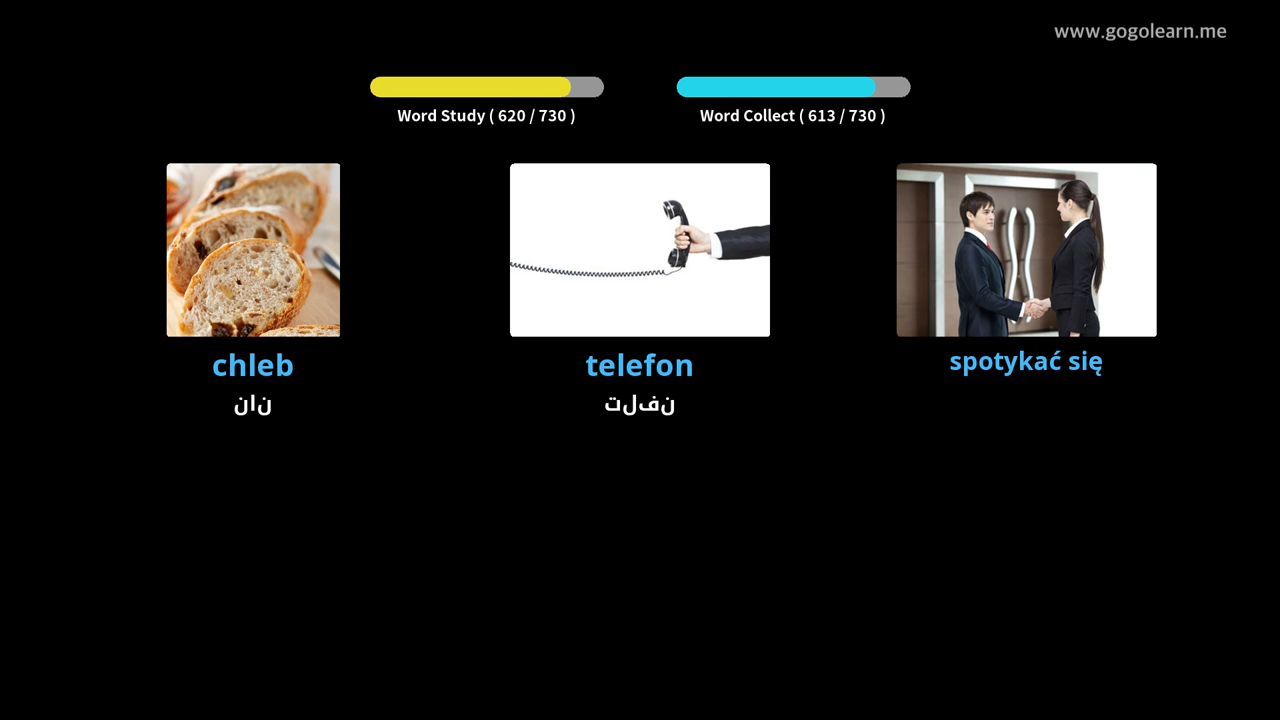 www.gogolearn.me
Word Study ( 620 / 730 )
Word Collect ( 613 / 730 )
chleb
telefon
spotykać się
نان
تلفن